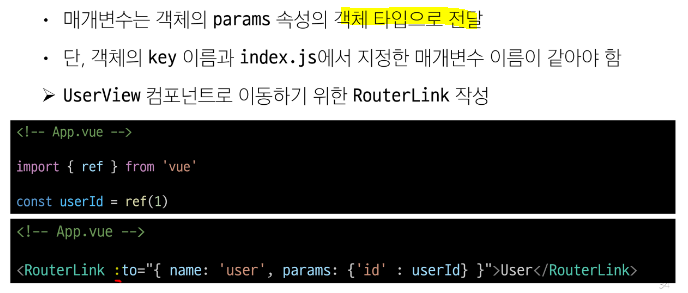 • 매개변수는 객체의 params 속성의 객체 타입으로 전달
• 단, 객체의 key 이름과 index.js에서 지정한 매개변수 이름이 같아야 함
➢ UserView 컴포넌트로 이동하기 위한 RouterLink 작성
<!-- App.vue -->
import { ref } from 'vue'
const userId = ref(1)
<!-- App.vue -->
<RouterLink :to="{ name: 'user', params: {'id' : userId} }">User</RouterLink>